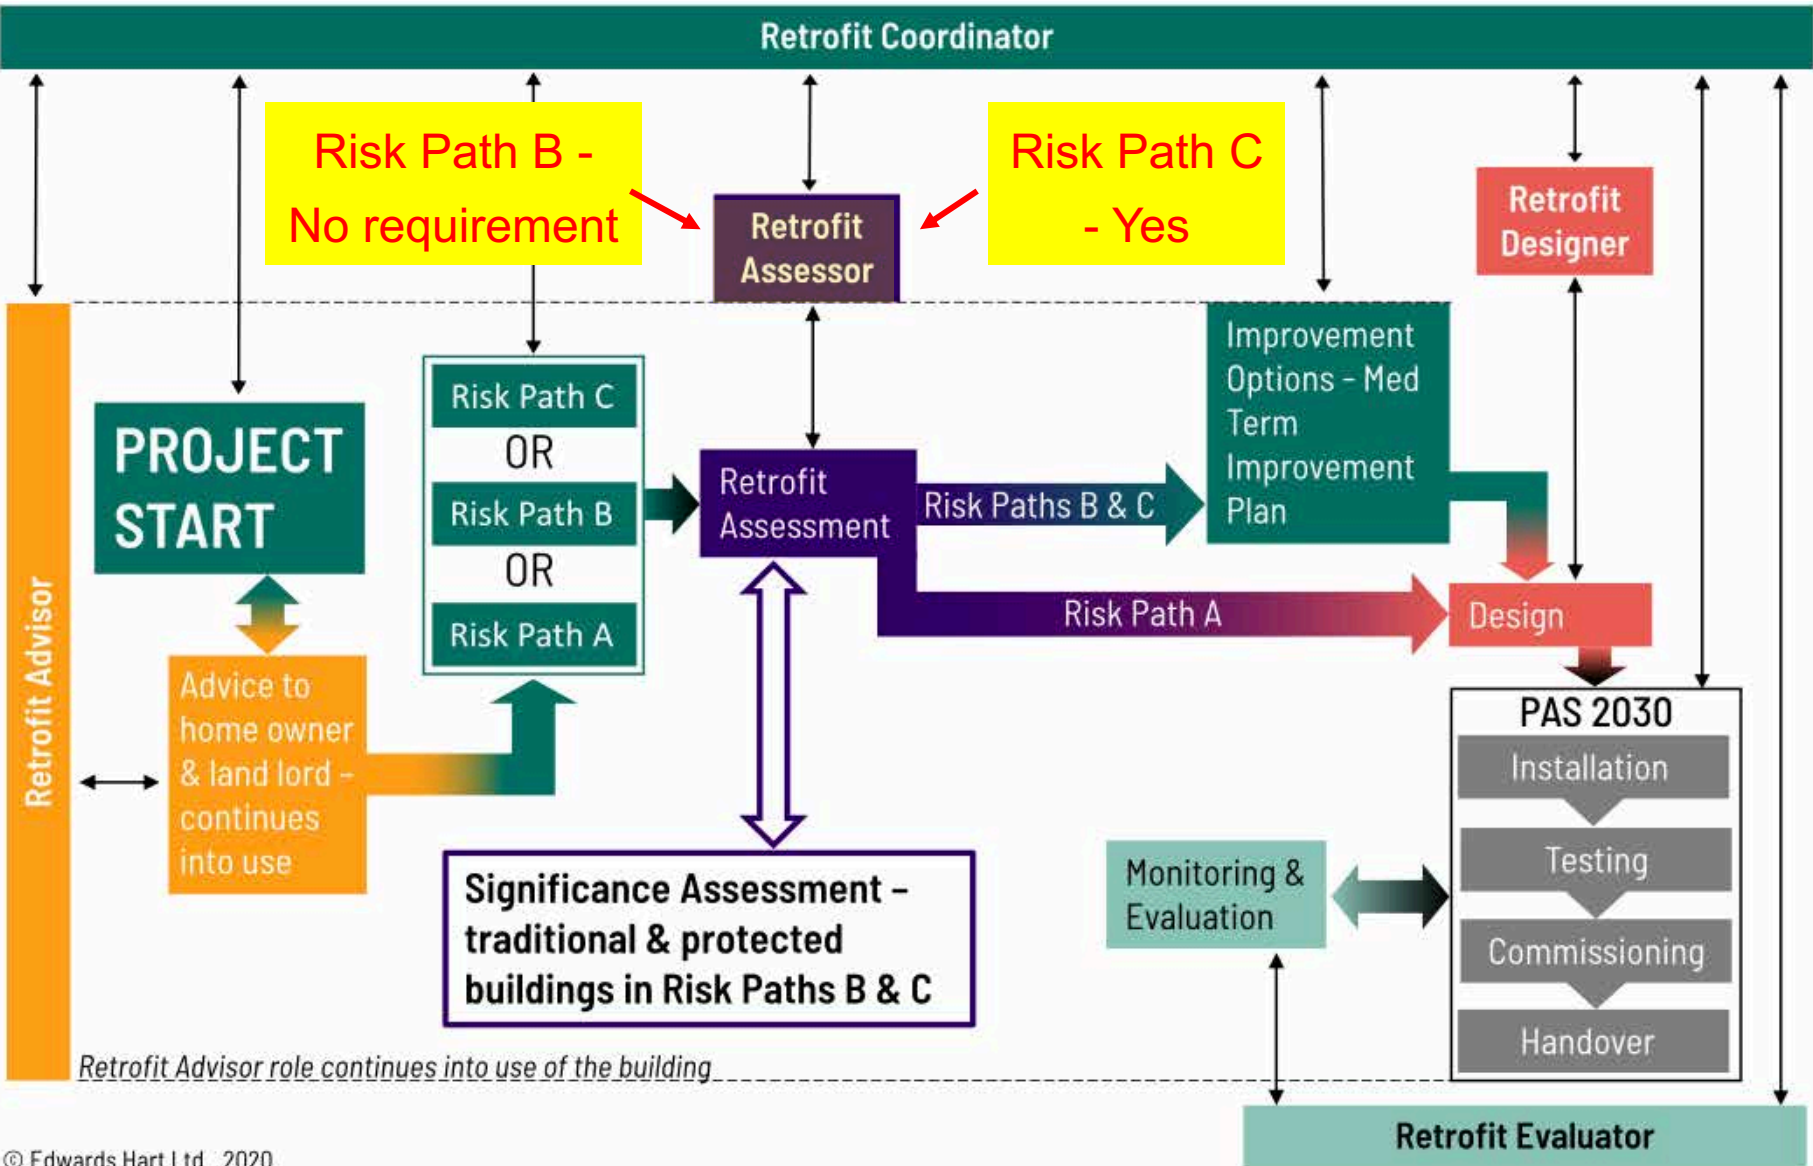 Retrofit Coordinator
Risk Path B -
No requirement
Risk Path C
- Yes
Retrofit
Assessor
Retrofit
Designer
Retrofit Advisor
PROJECT
START
Advice to
home owner
& land lord –
continues
into use
Risk Path C
OR
Risk Path B
OR
Risk Path A
Retrofit
Assessment
Risk Paths B & C
Risk Path A
Improvement
Options - Med
Term
Improvement
Plan
Design
Significance Assessment –
traditional & protected
buildings in Risk Paths B & C
Monitoring &
Evaluation
PAS 2030
Installation
Testing
Commissioning
Handover
Retrofit Advisor role continues into use of the building
Retrofit Evaluator
© Edwards Hart Ltd 2020